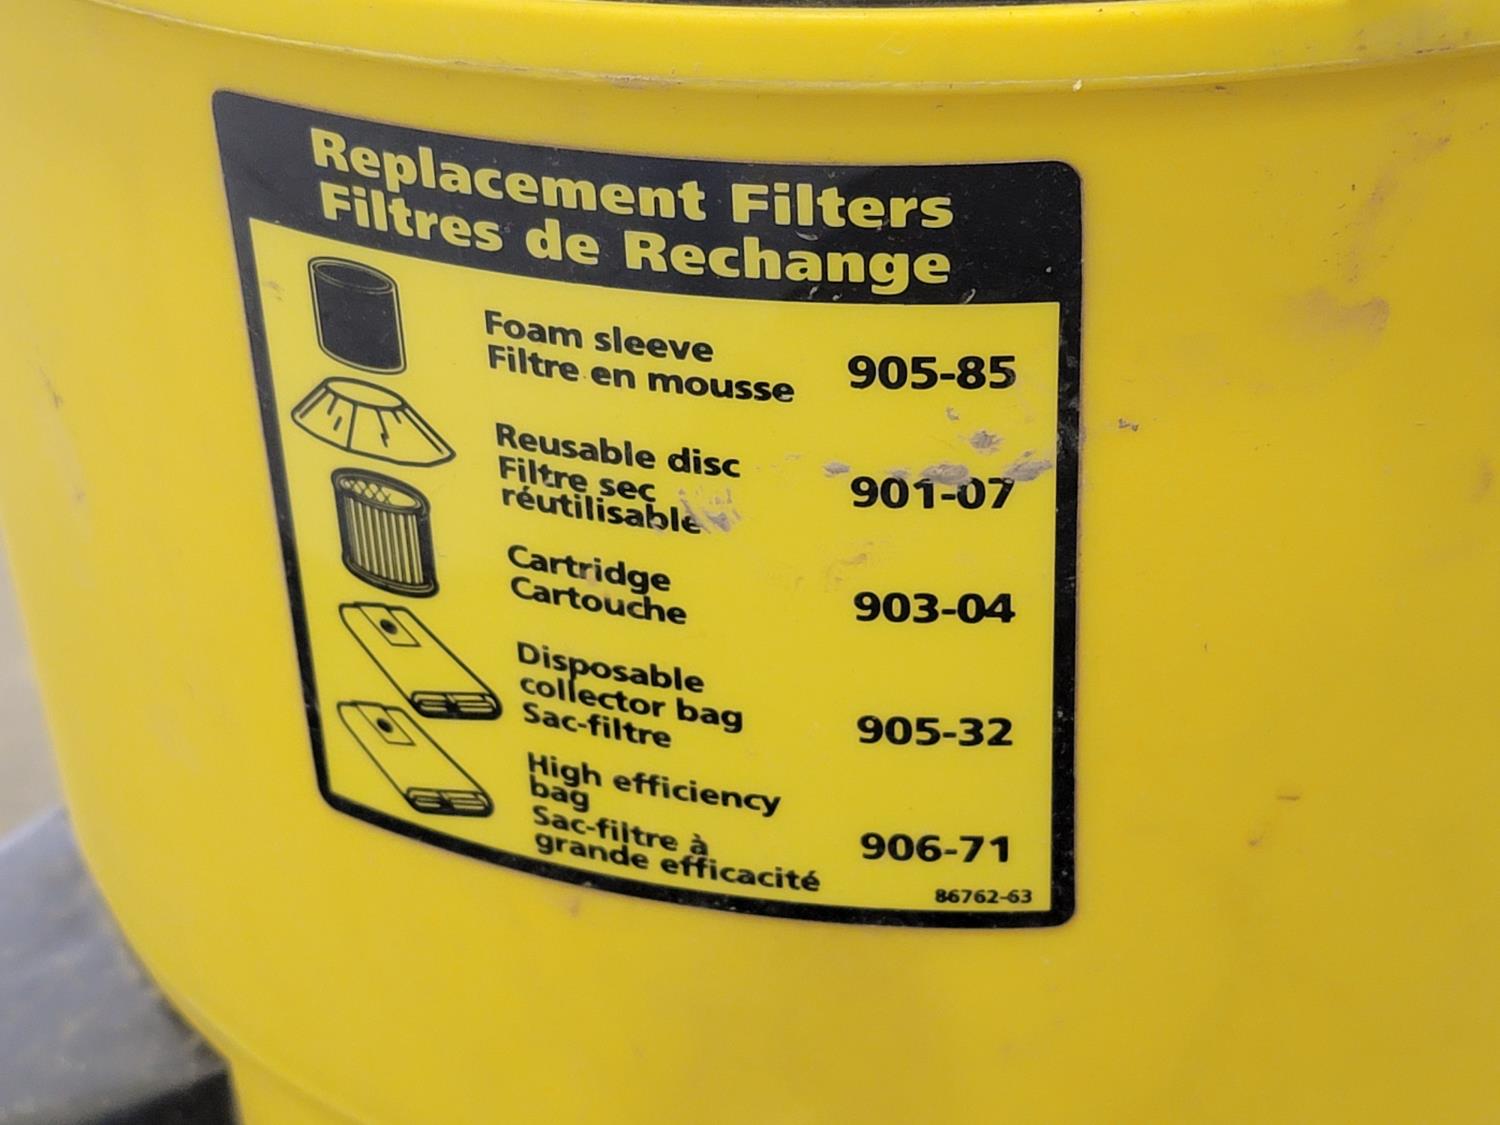 Replacement Filters
Filtres de Rechange
Foam sleeve
Filtre en mousse
905-85
Reusable disc
Filtre sec
réutilisable
901-07
Cartridge
Cartouche
903-04
Disposable
collector bag
Sac-filtre
905-32
High efficiency
bag
Sac-filtre à
grande efficacité
906-71
86762-63